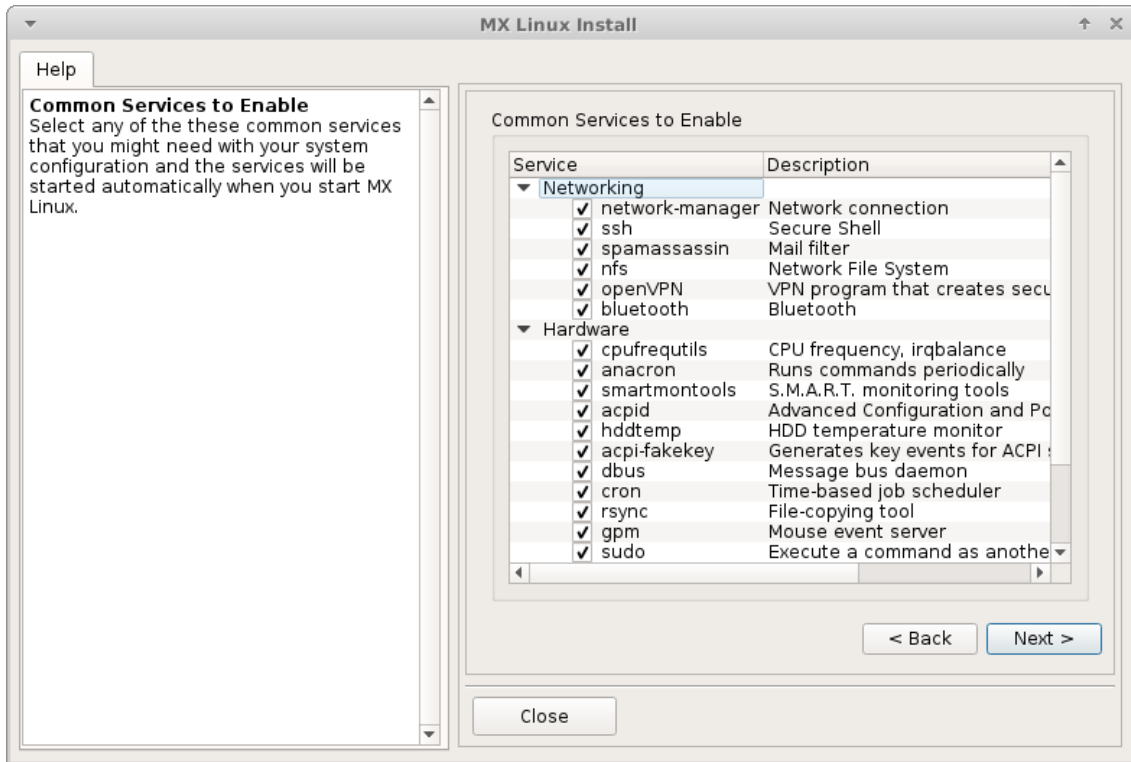 MX Linux Install
Help
Common Services to Enable
Select any of the these common services
that you might need with your system
configuration and the services will be
started automatically when you start MX
Linux.
Common Services to Enable
Service Description
Networking
network-manager Network connection
ssh Secure Shell
spamassassin Mail filter
nfs Network File System
openVPN VPN program that creates secu
bluetooth Bluetooth
Hardware
cpufrequtils CPU frequency, irqbalance
anacron Runs commands periodically
smartmontools S.M.A.R.T. monitoring tools
acpid Advanced Configuration and Po
hddtemp HDD temperature monitor
acpi-fakekey Generates key events for ACPI
dbus Message bus daemon
cron Time-based job scheduler
rsync File-copying tool
gpm Mouse event server
sudo Execute a command as anothe
< Back Next >
Close